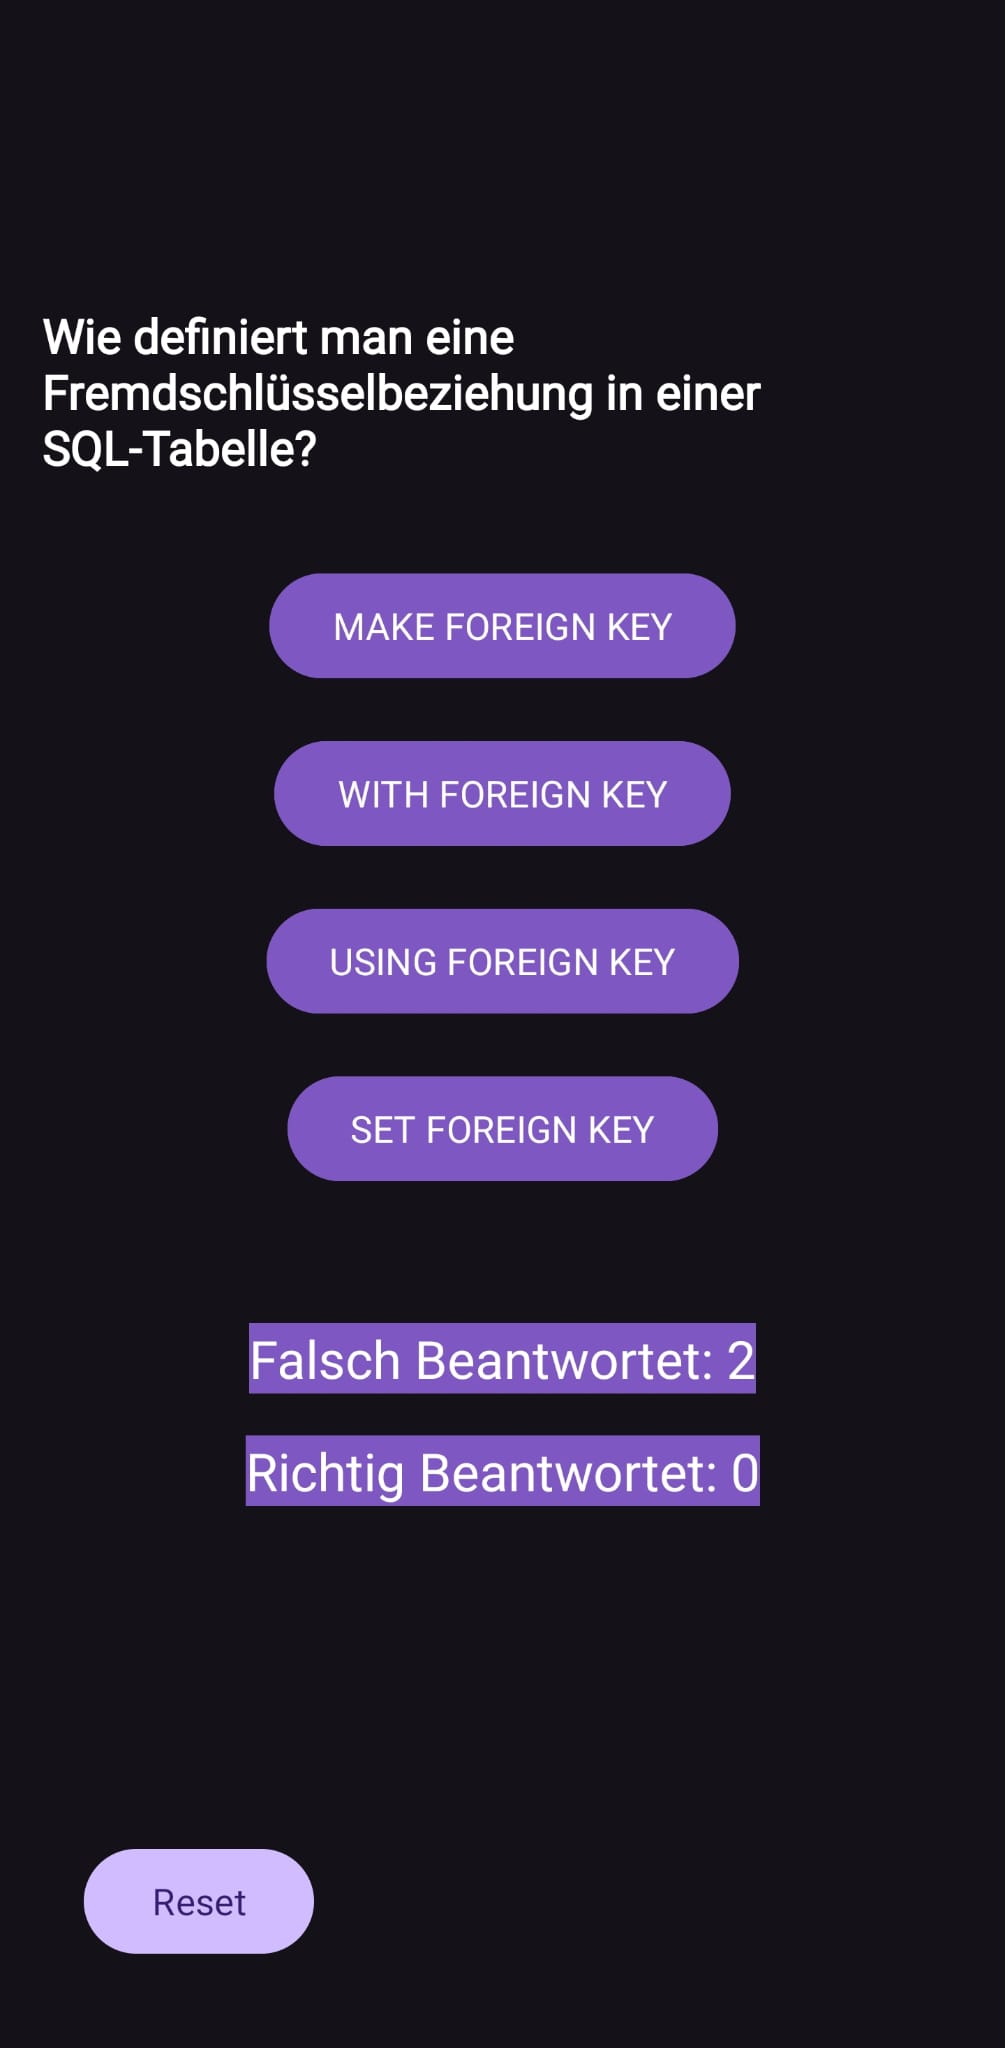 Wie definiert man eine
Fremdschlüsselbeziehung in einer
SQL-Tabelle?
MAKE FOREIGN KEY
WITH FOREIGN KEY
USING FOREIGN KEY
SET FOREIGN KEY
Falsch Beantwortet: 2
Richtig Beantwortet: 0
Reset